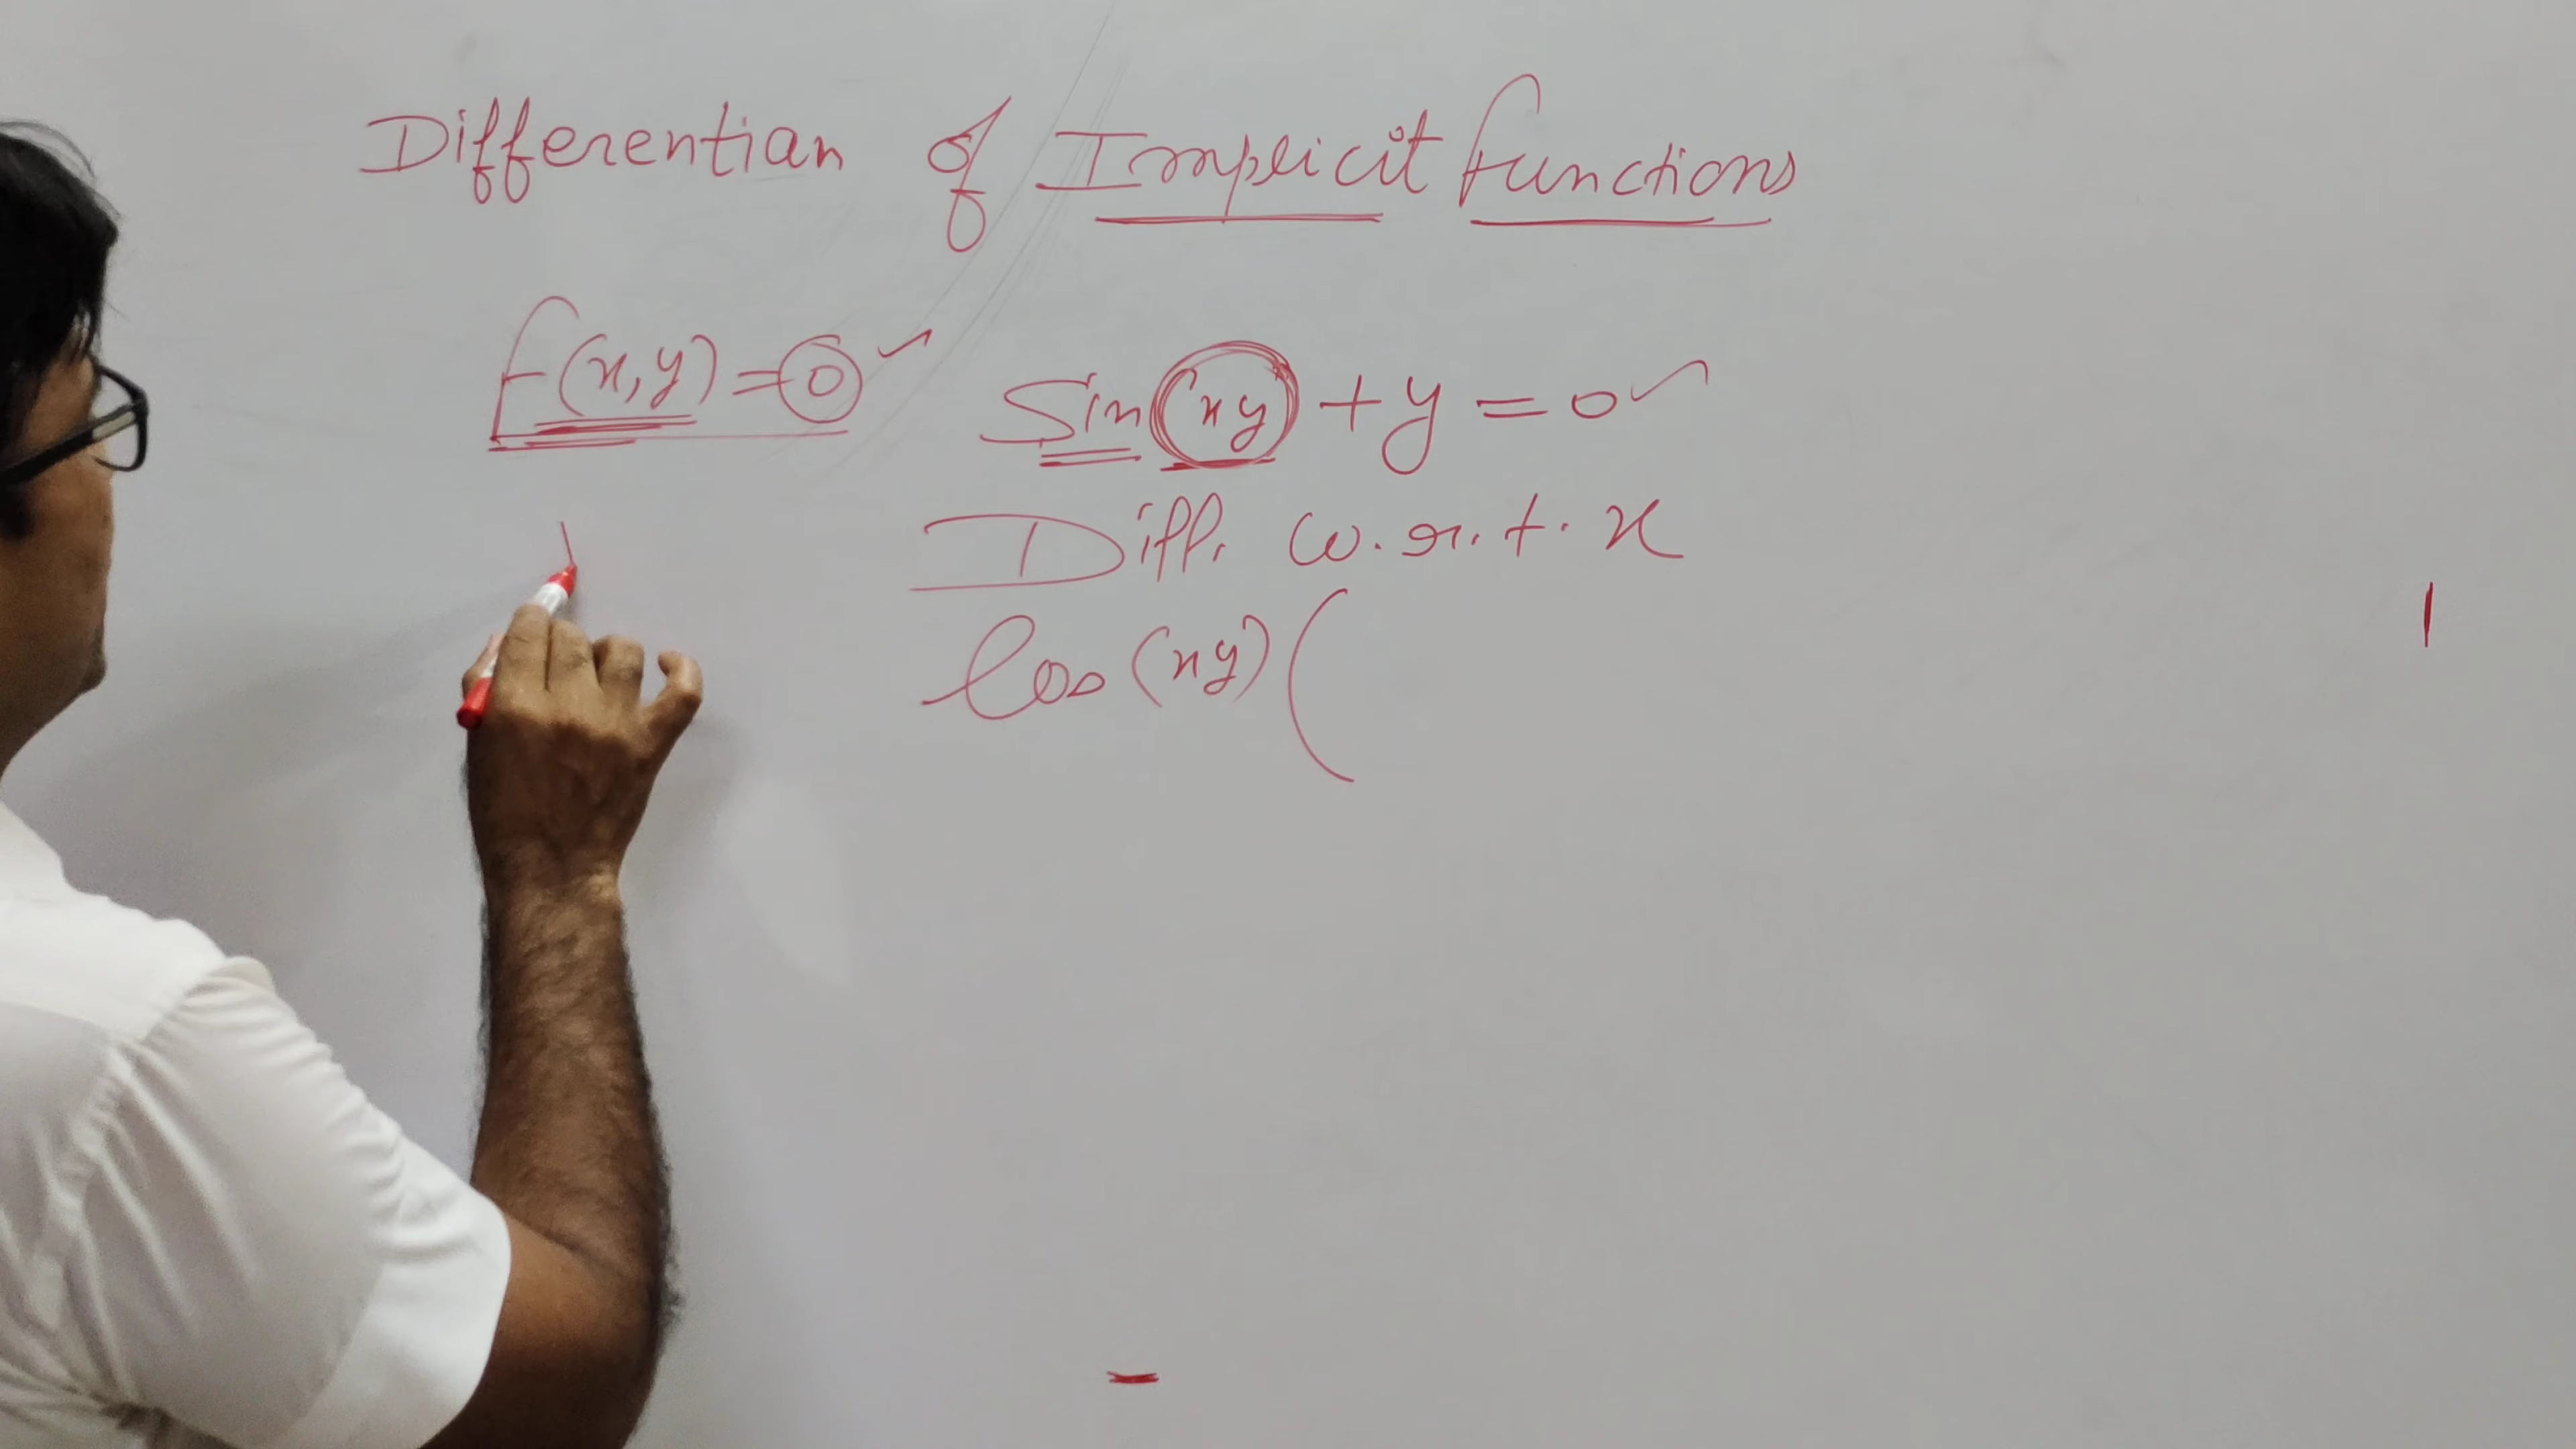 Differentian of Implicit functions
f(x,y)=0
Sin(xy)+y=0
Diff. w.r.t. x
Cos(xy)(